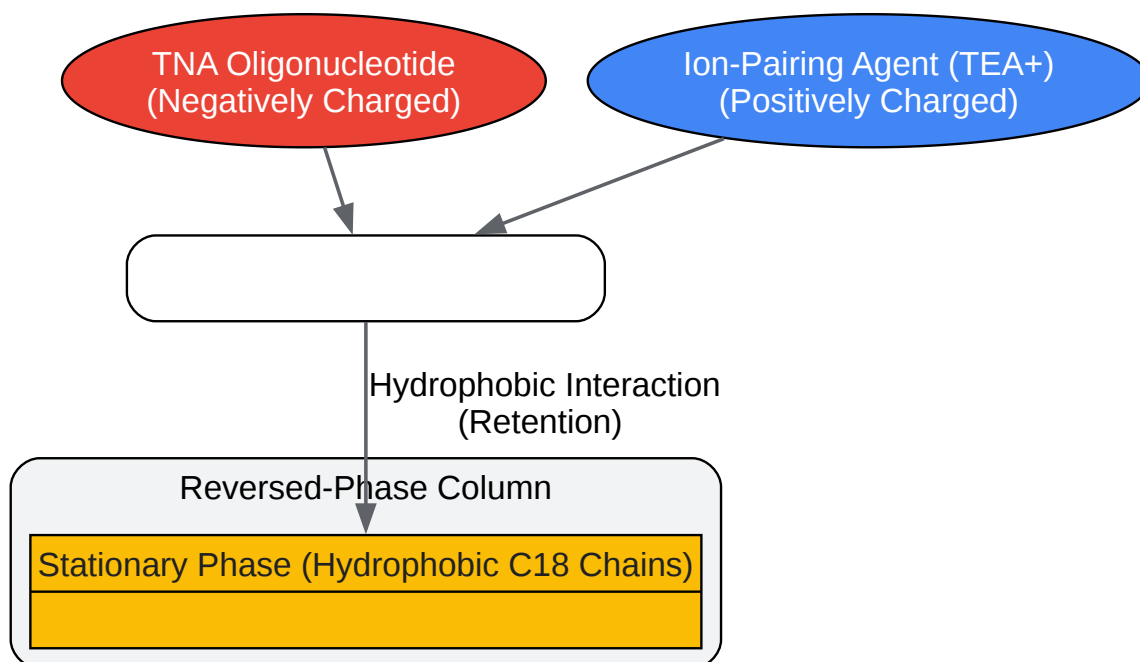 TNA Oligonucleotide
(Negatively Charged)
Ion-Pairing Agent (TEA+)
(Positively Charged)
Hydrophobic Interaction
(Retention)
Reversed-Phase Column
Stationary Phase (Hydrophobic C18 Chains)